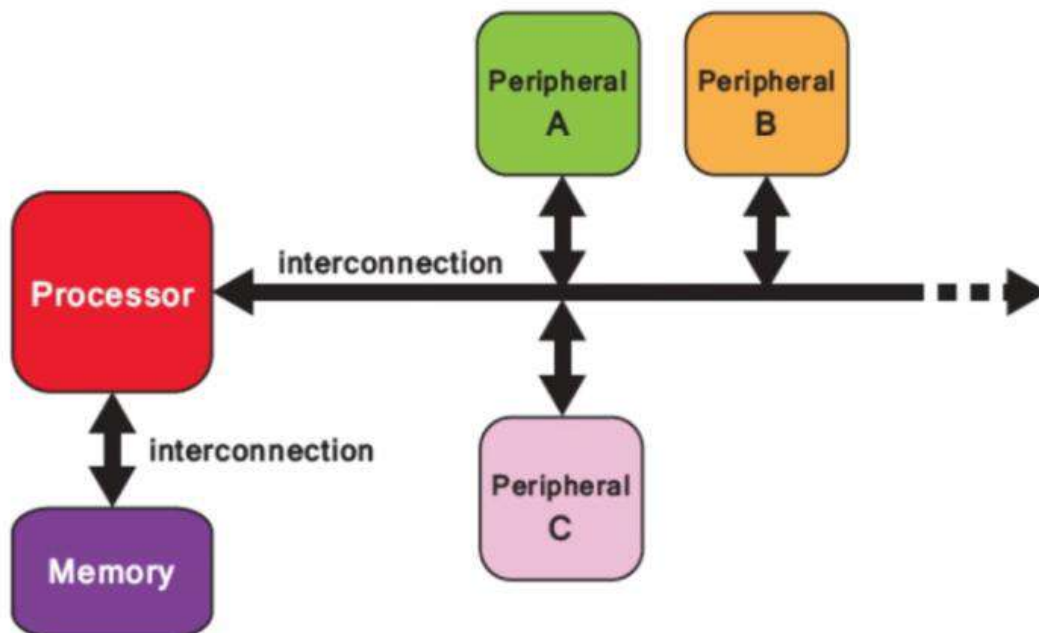 Peripheral
A
Peripheral
B
interconnection
Processor
interconnection
Memory
Peripheral
C